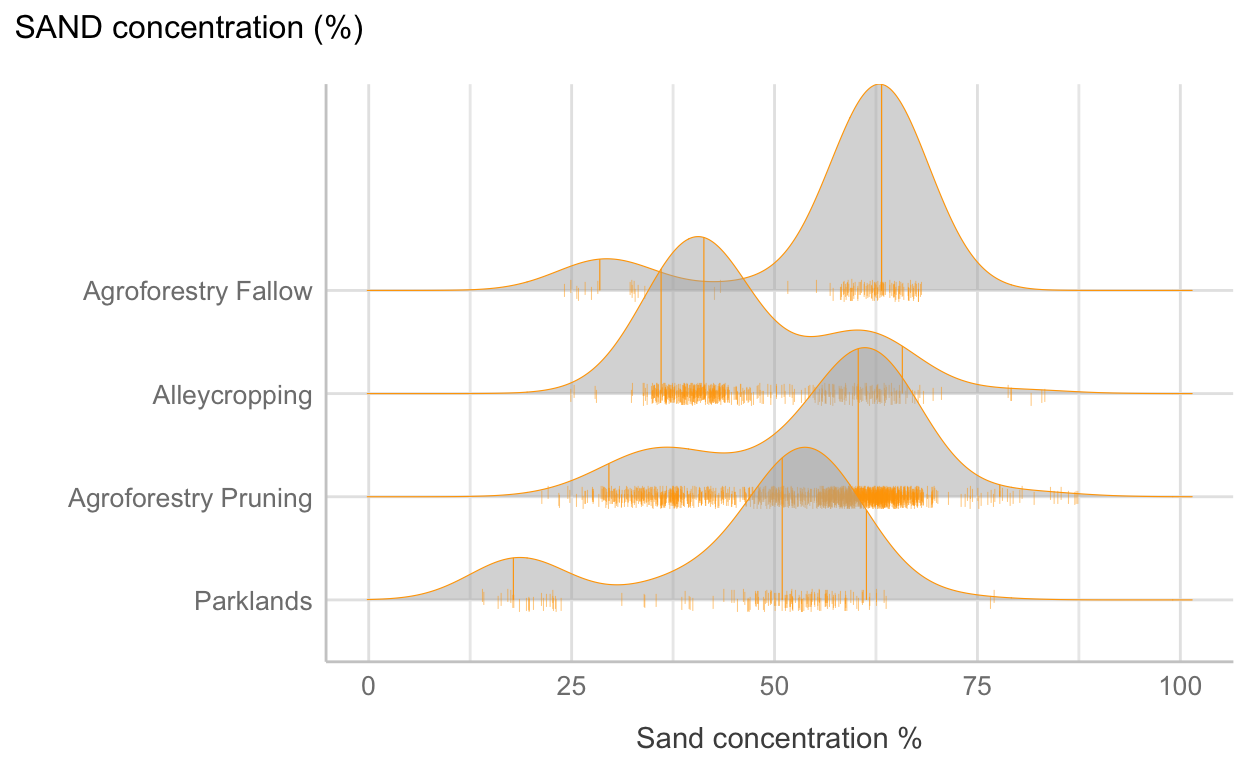 SAND concentration (%)
Agroforestry Fallow
Alleycropping
Agroforestry Pruning
Parklands
0 25 50 75 100
Sand concentration %